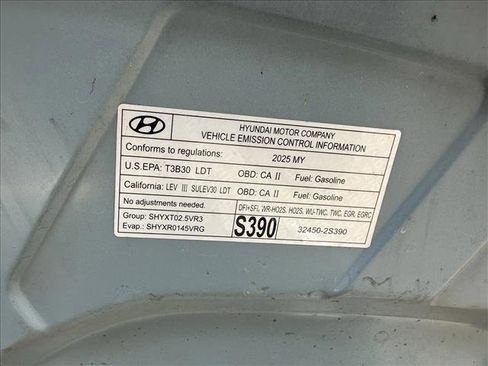 HYUNDAI MOTOR COMPANY
VEHICLE EMISSION CONTROL INFORMATION
Conforms to regulations: 2025 MY
U.S.EPA: T3B30 LDT OBD: CA II Fuel: Gasoline
California: LEV III SULEV30 LDT OBD: CA II Fuel: Gasoline
No adjustments needed. DFI+SFI, WR-HO2S, HO2S, WU-TWC, TWC, EGR, EGRC
Group: SHYXT02.5VR3 S390 32450-2S390
Evap.: SHYXR0145VRG